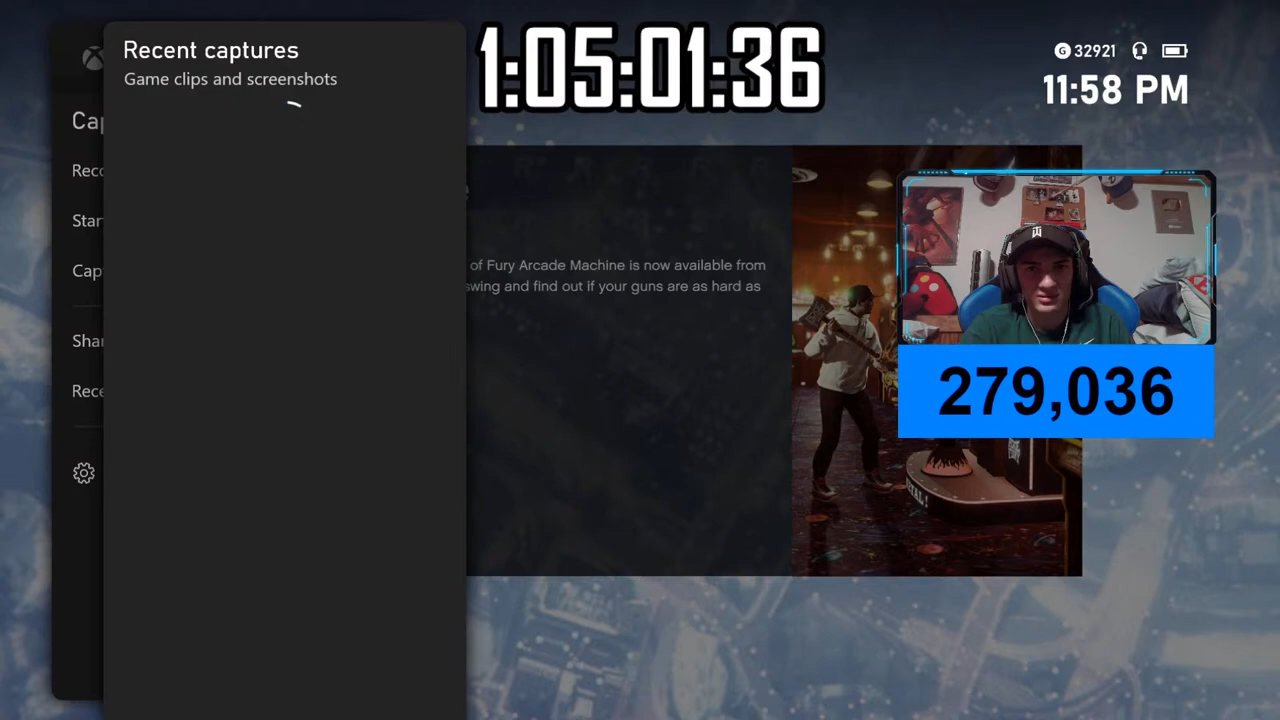 Recent captures
Game clips and screenshots
1:05:01:36
G 32921
11:58 PM
Cap
Reco
Star
Cap
Shar
Rece
of Fury Arcade Machine is now available from
swing and find out if your guns are as hard as
279,036